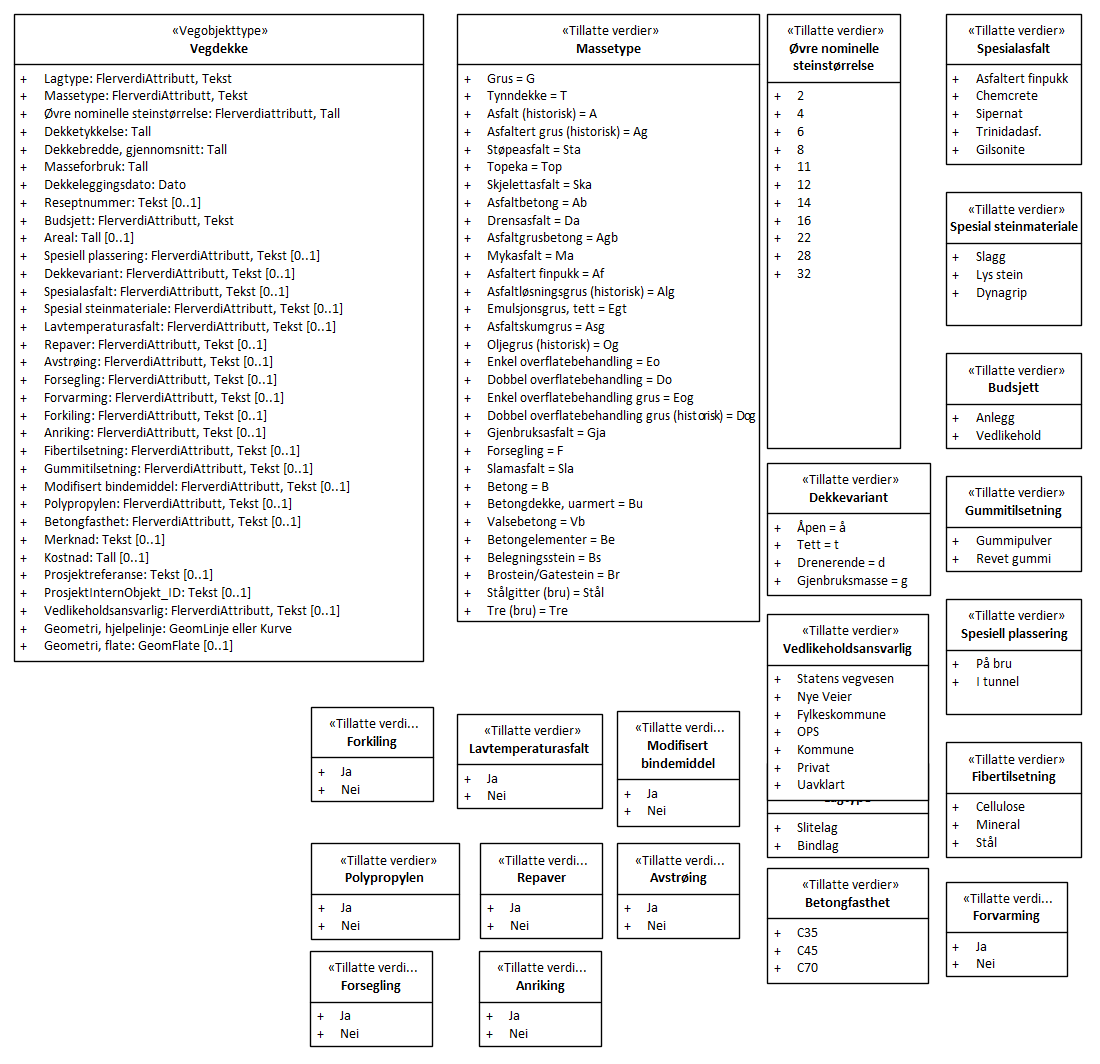 «Vegobjekttype»
Vegdekke
+ Lagtype: FlerverdiAttributt, Tekst
+ Massetype: FlerverdiAttributt, Tekst
+ Øvre nominelle steinstørrelse: Flerverdiattributt, Tall
+ Dekketykkelse: Tall
+ Dekkebredde, gjennomsnitt: Tall
+ Masseforbruk: Tall
+ Dekkeleggingsdato: Dato
+ Reseptnummer: Tekst [0..1]
+ Budsjett: FlerverdiAttributt, Tekst
+ Areal: Tall [0..1]
+ Spesiell plassering: FlerverdiAttributt, Tekst [0..1]
+ Dekkevariant: FlerverdiAttributt, Tekst [0..1]
+ Spesialasfalt: FlerverdiAttributt, Tekst [0..1]
+ Spesial steinmateriale: FlerverdiAttributt, Tekst [0..1]
+ Lavtemperaturasfalt: FlerverdiAttributt, Tekst [0..1]
+ Repaver: FlerverdiAttributt, Tekst [0..1]
+ Avstrøing: FlerverdiAttributt, Tekst [0..1]
+ Forsegling: FlerverdiAttributt, Tekst [0..1]
+ Forvarming: FlerverdiAttributt, Tekst [0..1]
+ Forkiling: FlerverdiAttributt, Tekst [0..1]
+ Anriking: FlerverdiAttributt, Tekst [0..1]
+ Fibertilsetning: FlerverdiAttributt, Tekst [0..1]
+ Gummitilsetning: FlerverdiAttributt, Tekst [0..1]
+ Modifisert bindemiddel: FlerverdiAttributt, Tekst [0..1]
+ Polypropylen: FlerverdiAttributt, Tekst [0..1]
+ Betongfasthet: FlerverdiAttributt, Tekst [0..1]
+ Merknad: Tekst [0..1]
+ Kostnad: Tall [0..1]
+ Prosjektreferanse: Tekst [0..1]
+ ProsjektInternObjekt_ID: Tekst [0..1]
+ Vedlikeholdsansvarlig: FlerverdiAttributt, Tekst [0..1]
+ Geometri, hjelpelinje: GeomLinje eller Kurve
+ Geometri, flate: GeomFlate [0..1]
«Tillatte verdier»
Massetype
+ Grus = G
+ Tynndekke = T
+ Asfalt (historisk) = A
+ Asfaltert grus (historisk) = Ag
+ Støpeasfalt = Sta
+ Topeka = Top
+ Skjelettasfalt = Ska
+ Asfaltbetong = Ab
+ Drensasfalt = Da
+ Asfaltgrusbetong = Agb
+ Mykasfalt = Ma
+ Asfaltert finpukk = Af
+ Asfaltløsningsgrus (historisk) = Alg
+ Emulsjonsgrus, tett = Egt
+ Asfaltskumgrus = Asg
+ Oljegrus (historisk) = Og
+ Enkel overflatebehandling = Eo
+ Dobbel overflatebehandling = Do
+ Enkel overflatebehandling grus = Eog
+ Dobbel overflatebehandling grus (historisk) = Dog
+ Gjenbruksasfalt = Gja
+ Forsegling = F
+ Slamasfalt = Sla
+ Betong = B
+ Betongdekke, uarmert = Bu
+ Valsebetong = Vb
+ Betongelementer = Be
+ Belegningsstein = Bs
+ Brostein/Gatestein = Br
+ Stålgitter (bru) = Stål
+ Tre (bru) = Tre
«Tillatte verdier»
Øvre nominelle
steinstørrelse
+ 2
+ 4
+ 6
+ 8
+ 11
+ 12
+ 14
+ 16
+ 22
+ 28
+ 32
«Tillatte verdier»
Spesialasfalt
+ Asfaltert finpukk
+ Chemcrete
+ Sipernat
+ Trinidadasf.
+ Gilsonite
«Tillatte verdier»
Spesial steinmateriale
+ Slagg
+ Lys stein
+ Dynagrip
«Tillatte verdier»
Budsjett
+ Anlegg
+ Vedlikehold
«Tillatte verdier»
Dekkevariant
+ Åpen = å
+ Tett = t
+ Drenerende = d
+ Gjenbruksmasse = g
«Tillatte verdier»
Gummitilsetning
+ Gummipulver
+ Revet gummi
«Tillatte verdier»
Vedlikeholdsansvarlig
+ Statens vegvesen
+ Nye Veier
+ Fylkeskommune
+ OPS
+ Kommune
+ Privat
+ Uavklart
+ Slitelag
+ Bindlag
«Tillatte verdier»
Spesiell plassering
+ På bru
+ I tunnel
«Tillatte verdier»
Fibertilsetning
+ Cellulose
+ Mineral
+ Stål
«Tillatte verdi...
Forkiling
+ Ja
+ Nei
«Tillatte verdier»
Lavtemperaturasfalt
+ Ja
+ Nei
«Tillatte verdi...
Modifisert
bindemiddel
+ Ja
+ Nei
«Tillatte verdier»
Polypropylen
+ Ja
+ Nei
«Tillatte verdi...
Repaver
+ Ja
+ Nei
«Tillatte verdi...
Avstrøing
+ Ja
+ Nei
«Tillatte verdier»
Betongfasthet
+ C35
+ C45
+ C70
«Tillatte verdi...
Forvarming
+ Ja
+ Nei
«Tillatte verdi...
Forsegling
+ Ja
+ Nei
«Tillatte verdi...
Anriking
+ Ja
+ Nei